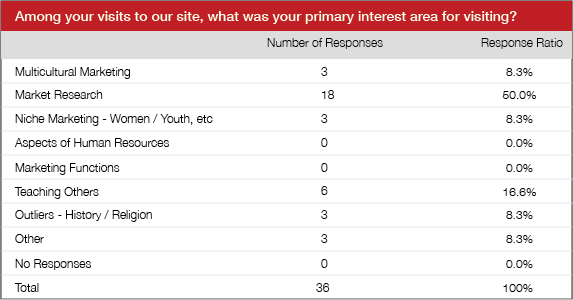 Among your visits to our site, what was your primary interest area for visiting?
Number of Responses Response Ratio
Multicultural Marketing 3 8.3%
Market Research 18 50.0%
Niche Marketing - Women / Youth, etc 3 8.3%
Aspects of Human Resources 0 0.0%
Marketing Functions 0 0.0%
Teaching Others 6 16.6%
Outliers - History / Religion 3 8.3%
Other 3 8.3%
No Responses 0 0.0%
Total 36 100%